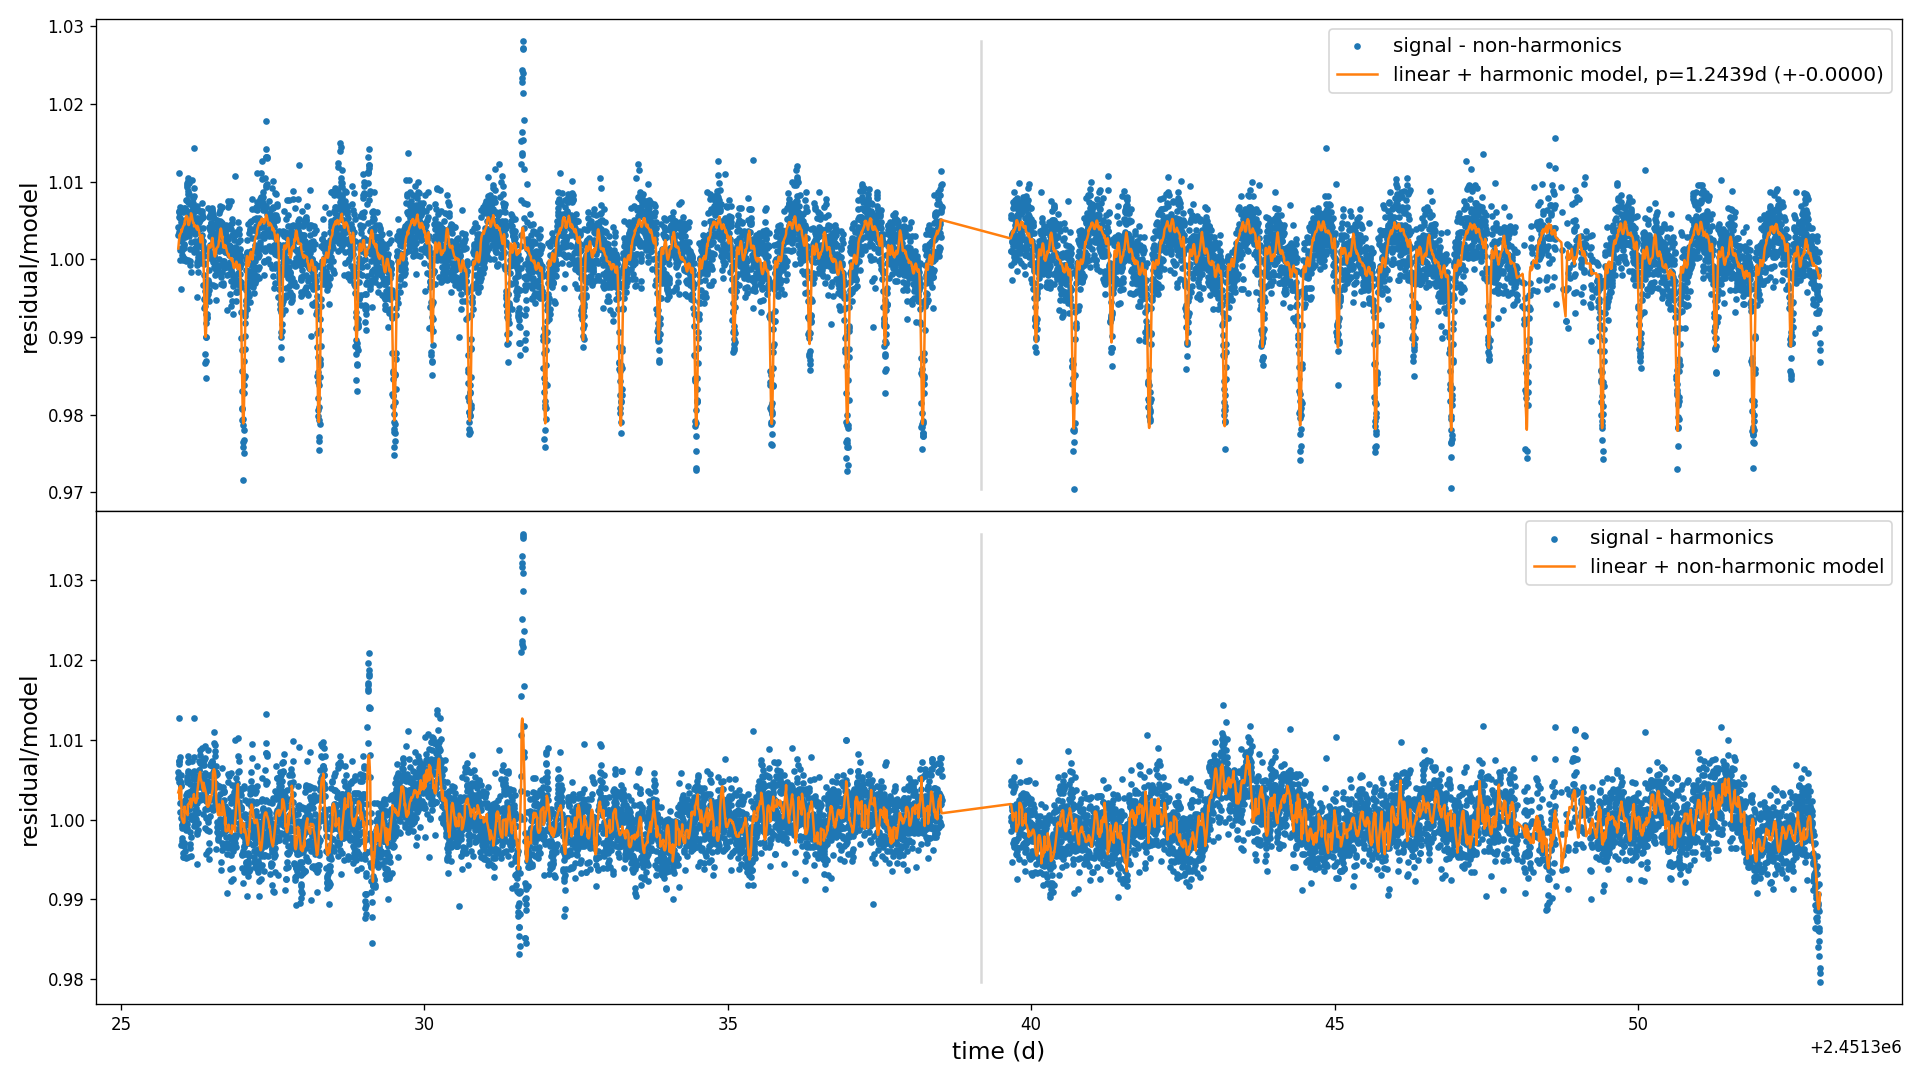 1.03
1.02
1.01
1.00
0.99
0.98
0.97
residual/model
signal - non-harmonics
linear + harmonic model, p=1.2439d (+-0.0000)
1.03
1.02
1.01
1.00
0.99
0.98
residual/model
signal - harmonics
linear + non-harmonic model
25 30 35 40 45 50
time (d)
+2.4513e6